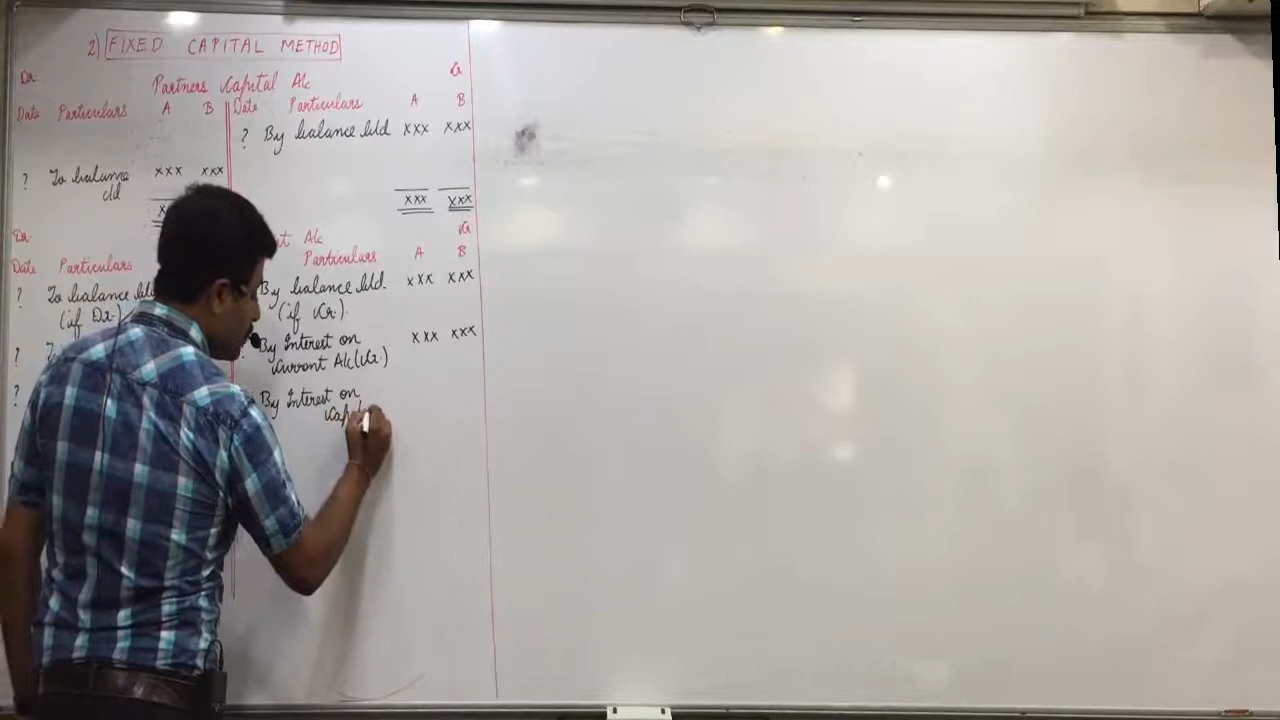 2) FIXED CAPITAL METHOD
Dr. Cr
Partners Capital A/c
Date Particulars A B Date Particulars A B
? By balance b/d xxx xxx
? To balance xxx xxx
c/d
xxx xxx
Dr. A/c Cr
Date Particulars Particulars A B
? To balance b/d By balance b/d xxx xxx
(if Dr.) (if Cr.)
? By Interest on xxx xxx
Current A/c (Cr.)
? By Interest on